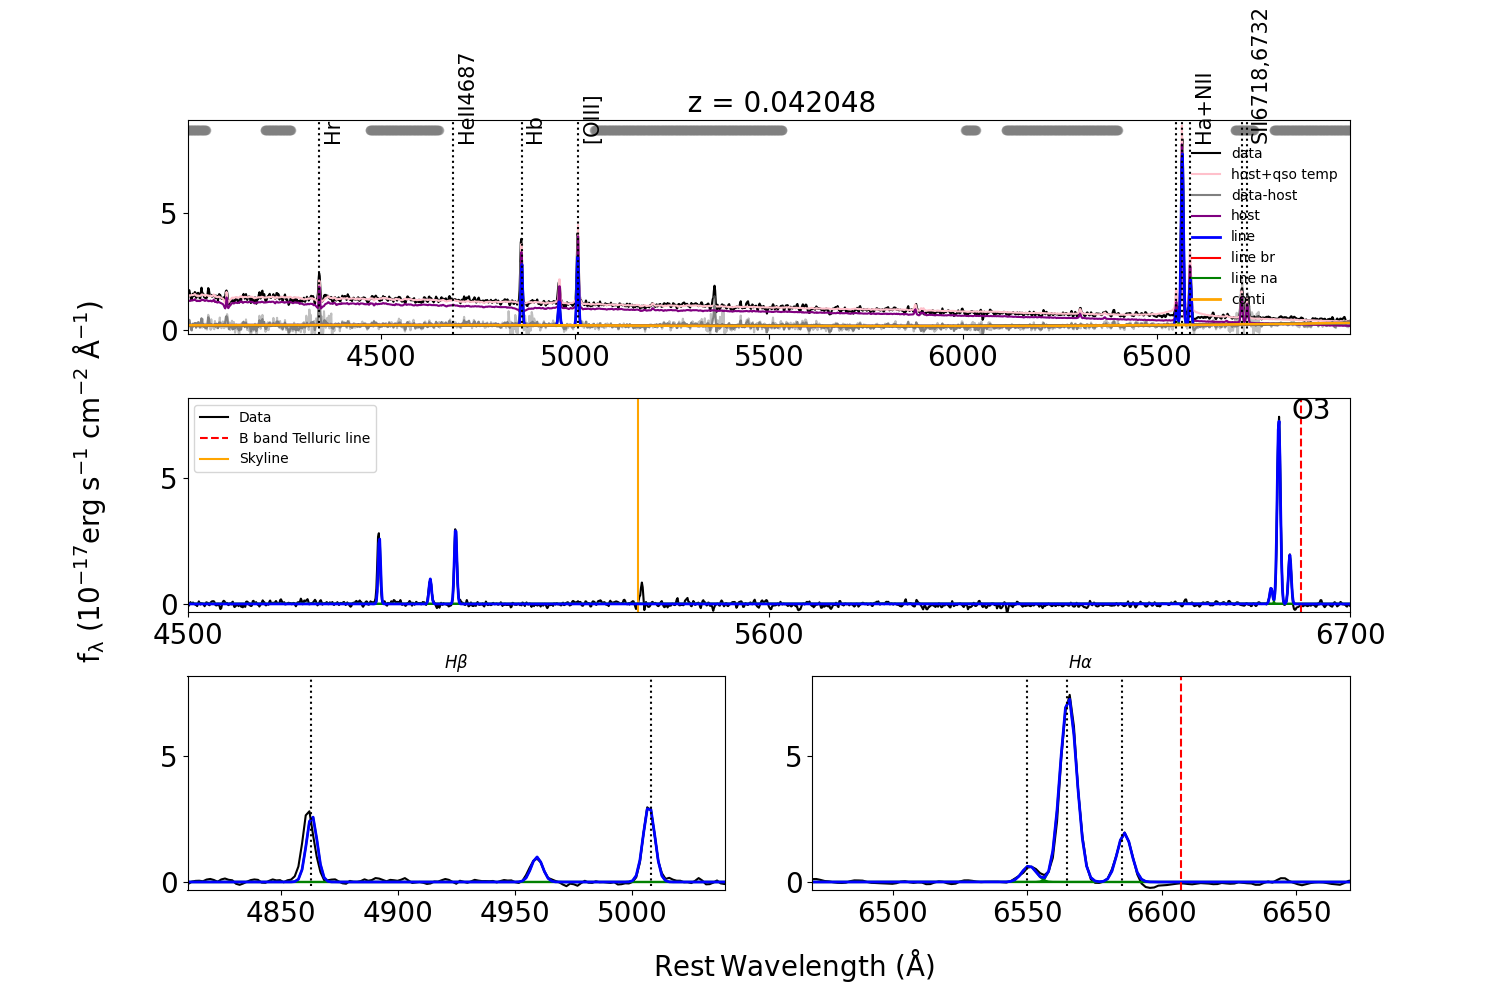 z = 0.042048
Hr
HeII4687
Hb
[OIII]
Ha+NII
SII6718,6732
data
host+qso temp
data-host
host
line
line br
line na
conti
5
0
4500 5000 5500 6000 6500
fλ (10⁻¹⁷erg s⁻¹ cm⁻² Å⁻¹)
Data
B band Telluric line
Skyline
O3
5
0
4500 5600 6700
Hβ
5
0
4850 4900 4950 5000
Hα
5
0
6500 6550 6600 6650
Rest Wavelength (Å)